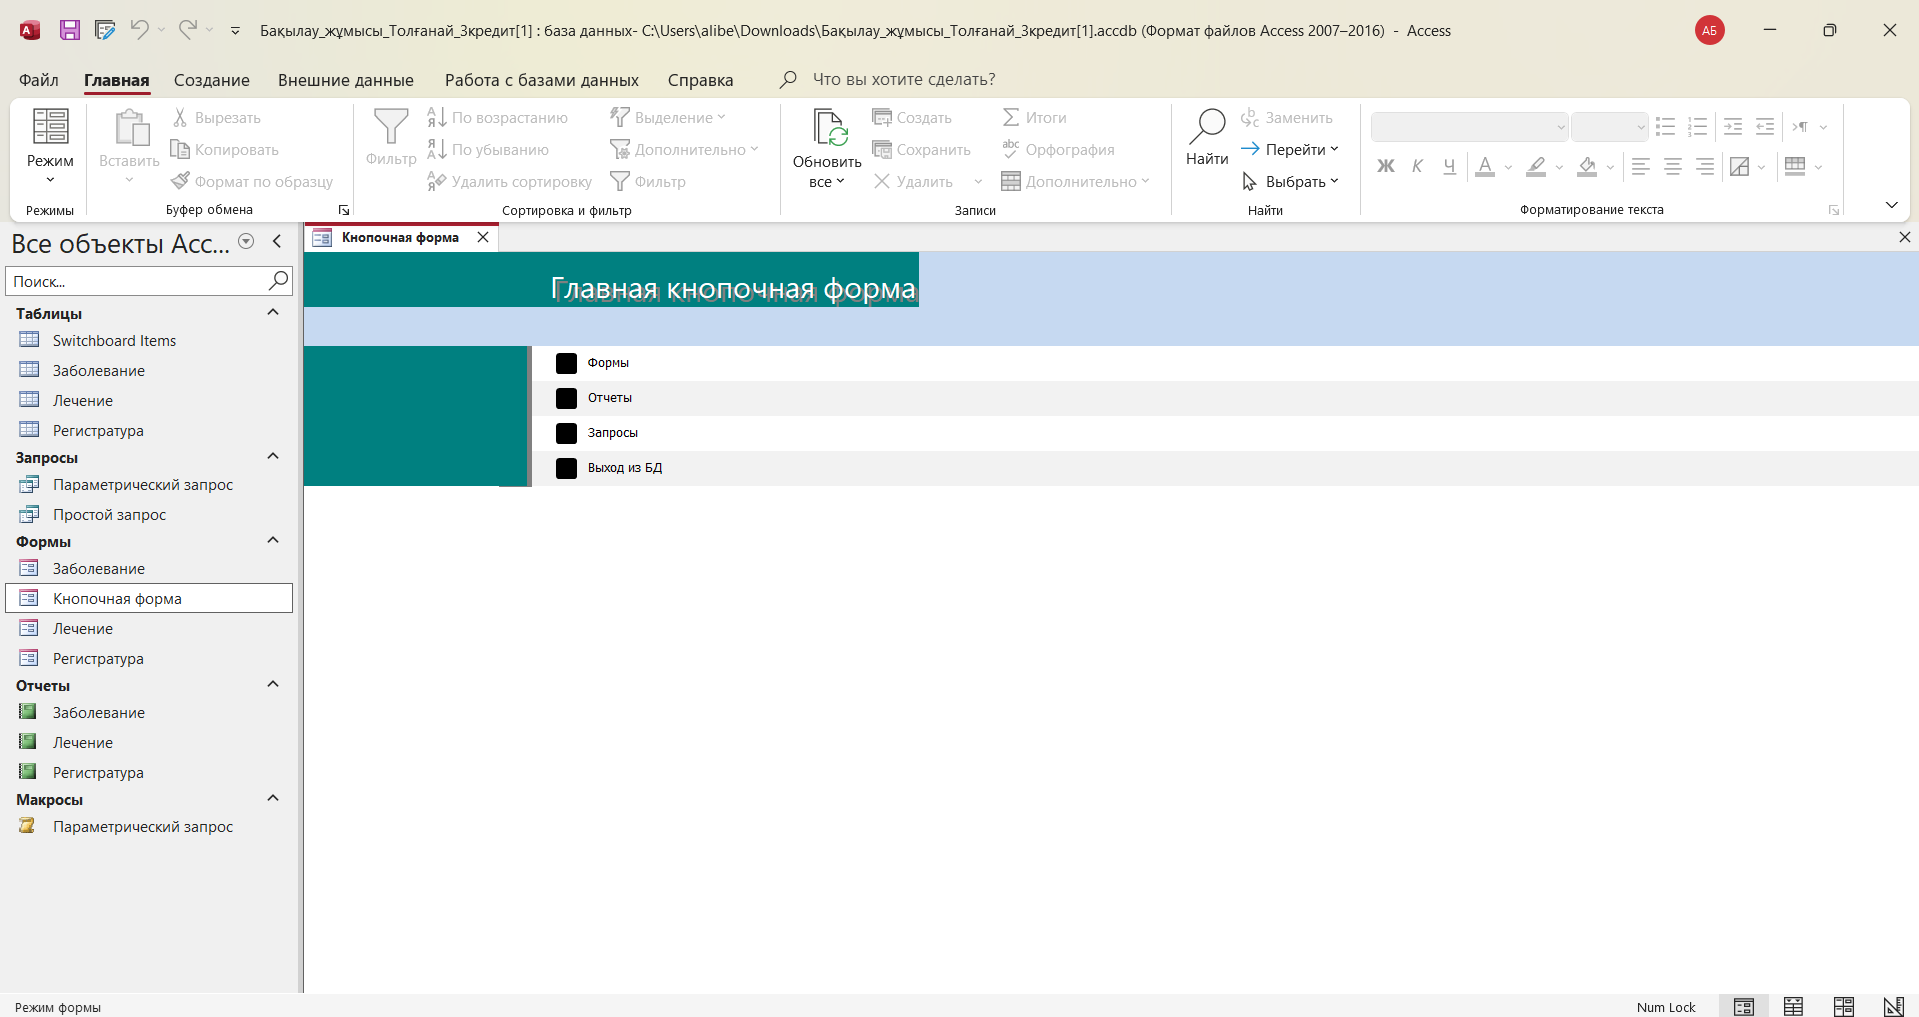 Бақылау_жұмысы_Толғанай_3кредит[1] : база данных- C:\Users\alibe\Downloads\Бақылау_жұмысы_Толғанай_3кредит[1].accdb (Формат файлов Access 2007–2016) - Access
АБ
Файл Главная Создание Внешние данные Работа с базами данных Справка Что вы хотите сделать?
Режим
Режимы
Вставить
Вырезать
Копировать
Формат по образцу
Буфер обмена
Фильтр
По возрастанию
По убыванию
Удалить сортировку
Выделение
Дополнительно
Фильтр
Сортировка и фильтр
Обновить
все
Создать
Сохранить
Удалить
Итоги
Орфография
Дополнительно
Записи
Найти
Заменить
Перейти
Выбрать
Найти
Ж К Ч А
Форматирование текста
Все объекты Acc...
Поиск...
Таблицы
Switchboard Items
Заболевание
Лечение
Регистратура
Запросы
Параметрический запрос
Простой запрос
Формы
Заболевание
Кнопочная форма
Лечение
Регистратура
Отчеты
Заболевание
Лечение
Регистратура
Макросы
Параметрический запрос
Кнопочная форма
Главная кнопочная форма
Формы
Отчеты
Запросы
Выход из БД
Режим формы
Num Lock